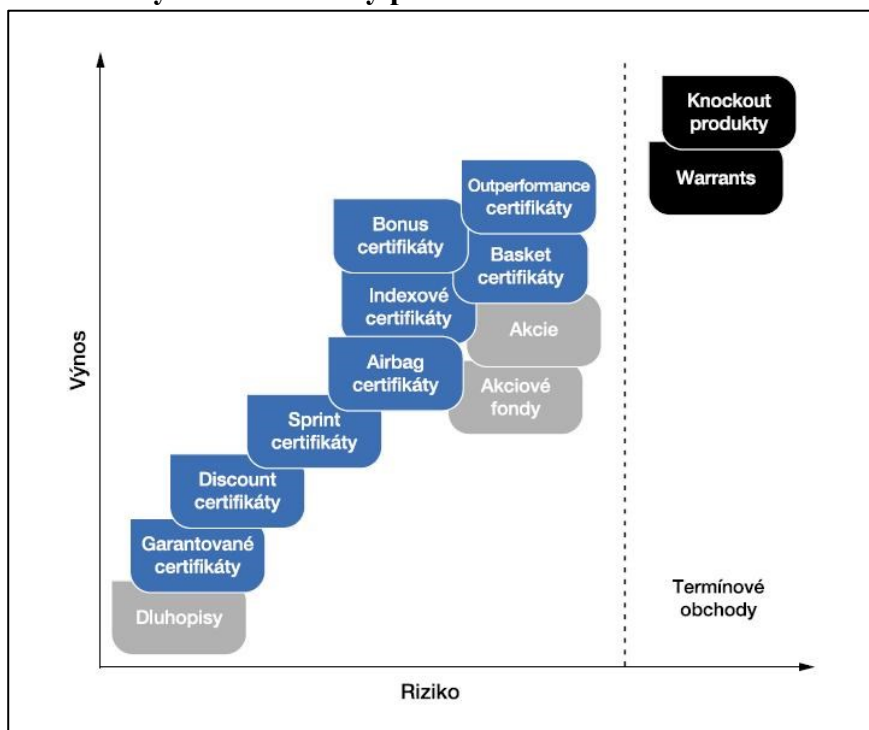 Knockout
produkty
Warrants
Outperformance
certifikáty
Bonus
certifikáty
Basket
certifikáty
Indexové
certifikáty
Akcie
Airbag
certifikáty
Akciové
fondy
Výnos
Sprint
certifikáty
Discount
certifikáty
Garantované
certifikáty
Dluhopisy
Termínové
obchody
Riziko